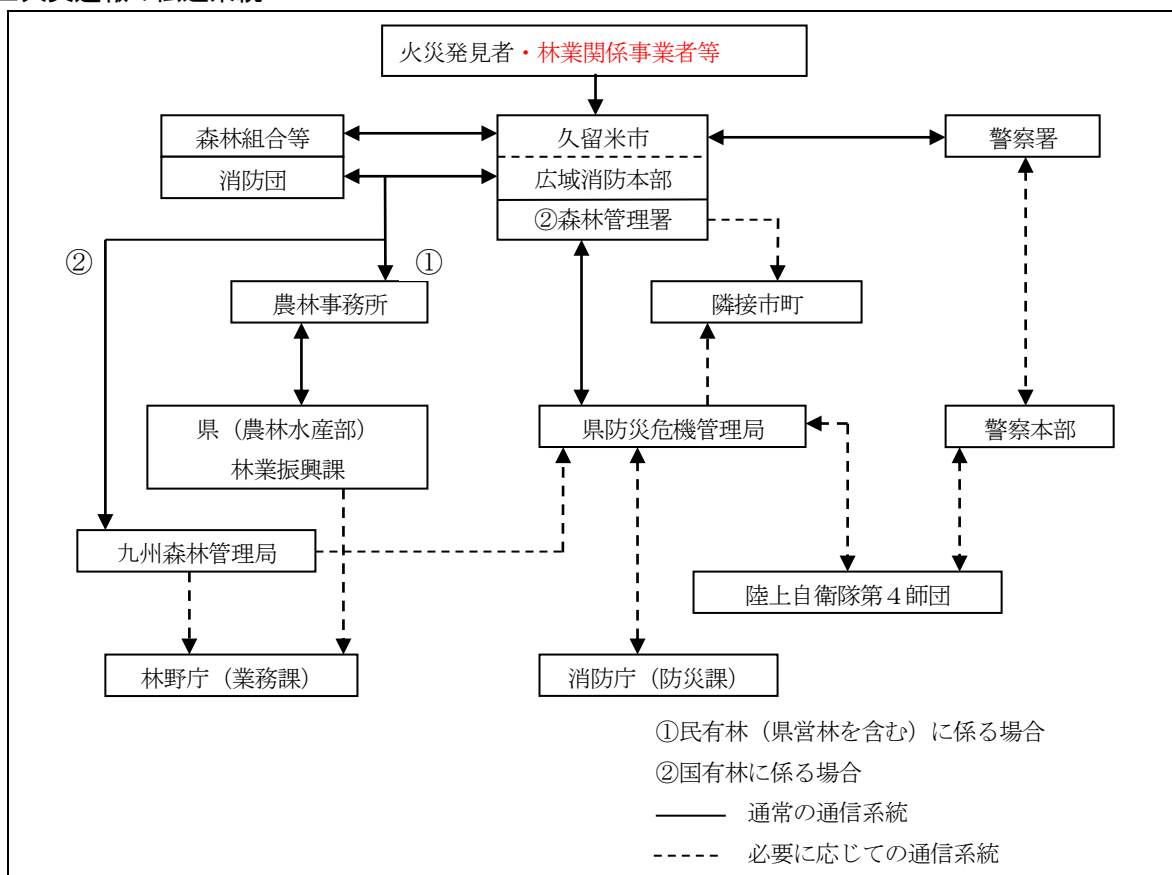 火災発見者・林業関係事業者等
森林組合等
久留米市
警察署
消防団
広域消防本部
②森林管理署
②
①
農林事務所
隣接市町
県（農林水産部）
林業振興課
県防災危機管理局
警察本部
九州森林管理局
陸上自衛隊第４師団
林野庁（業務課）
消防庁（防災課）
①民有林（県営林を含む）に係る場合
②国有林に係る場合
通常の通信系統
必要に応じての通信系統